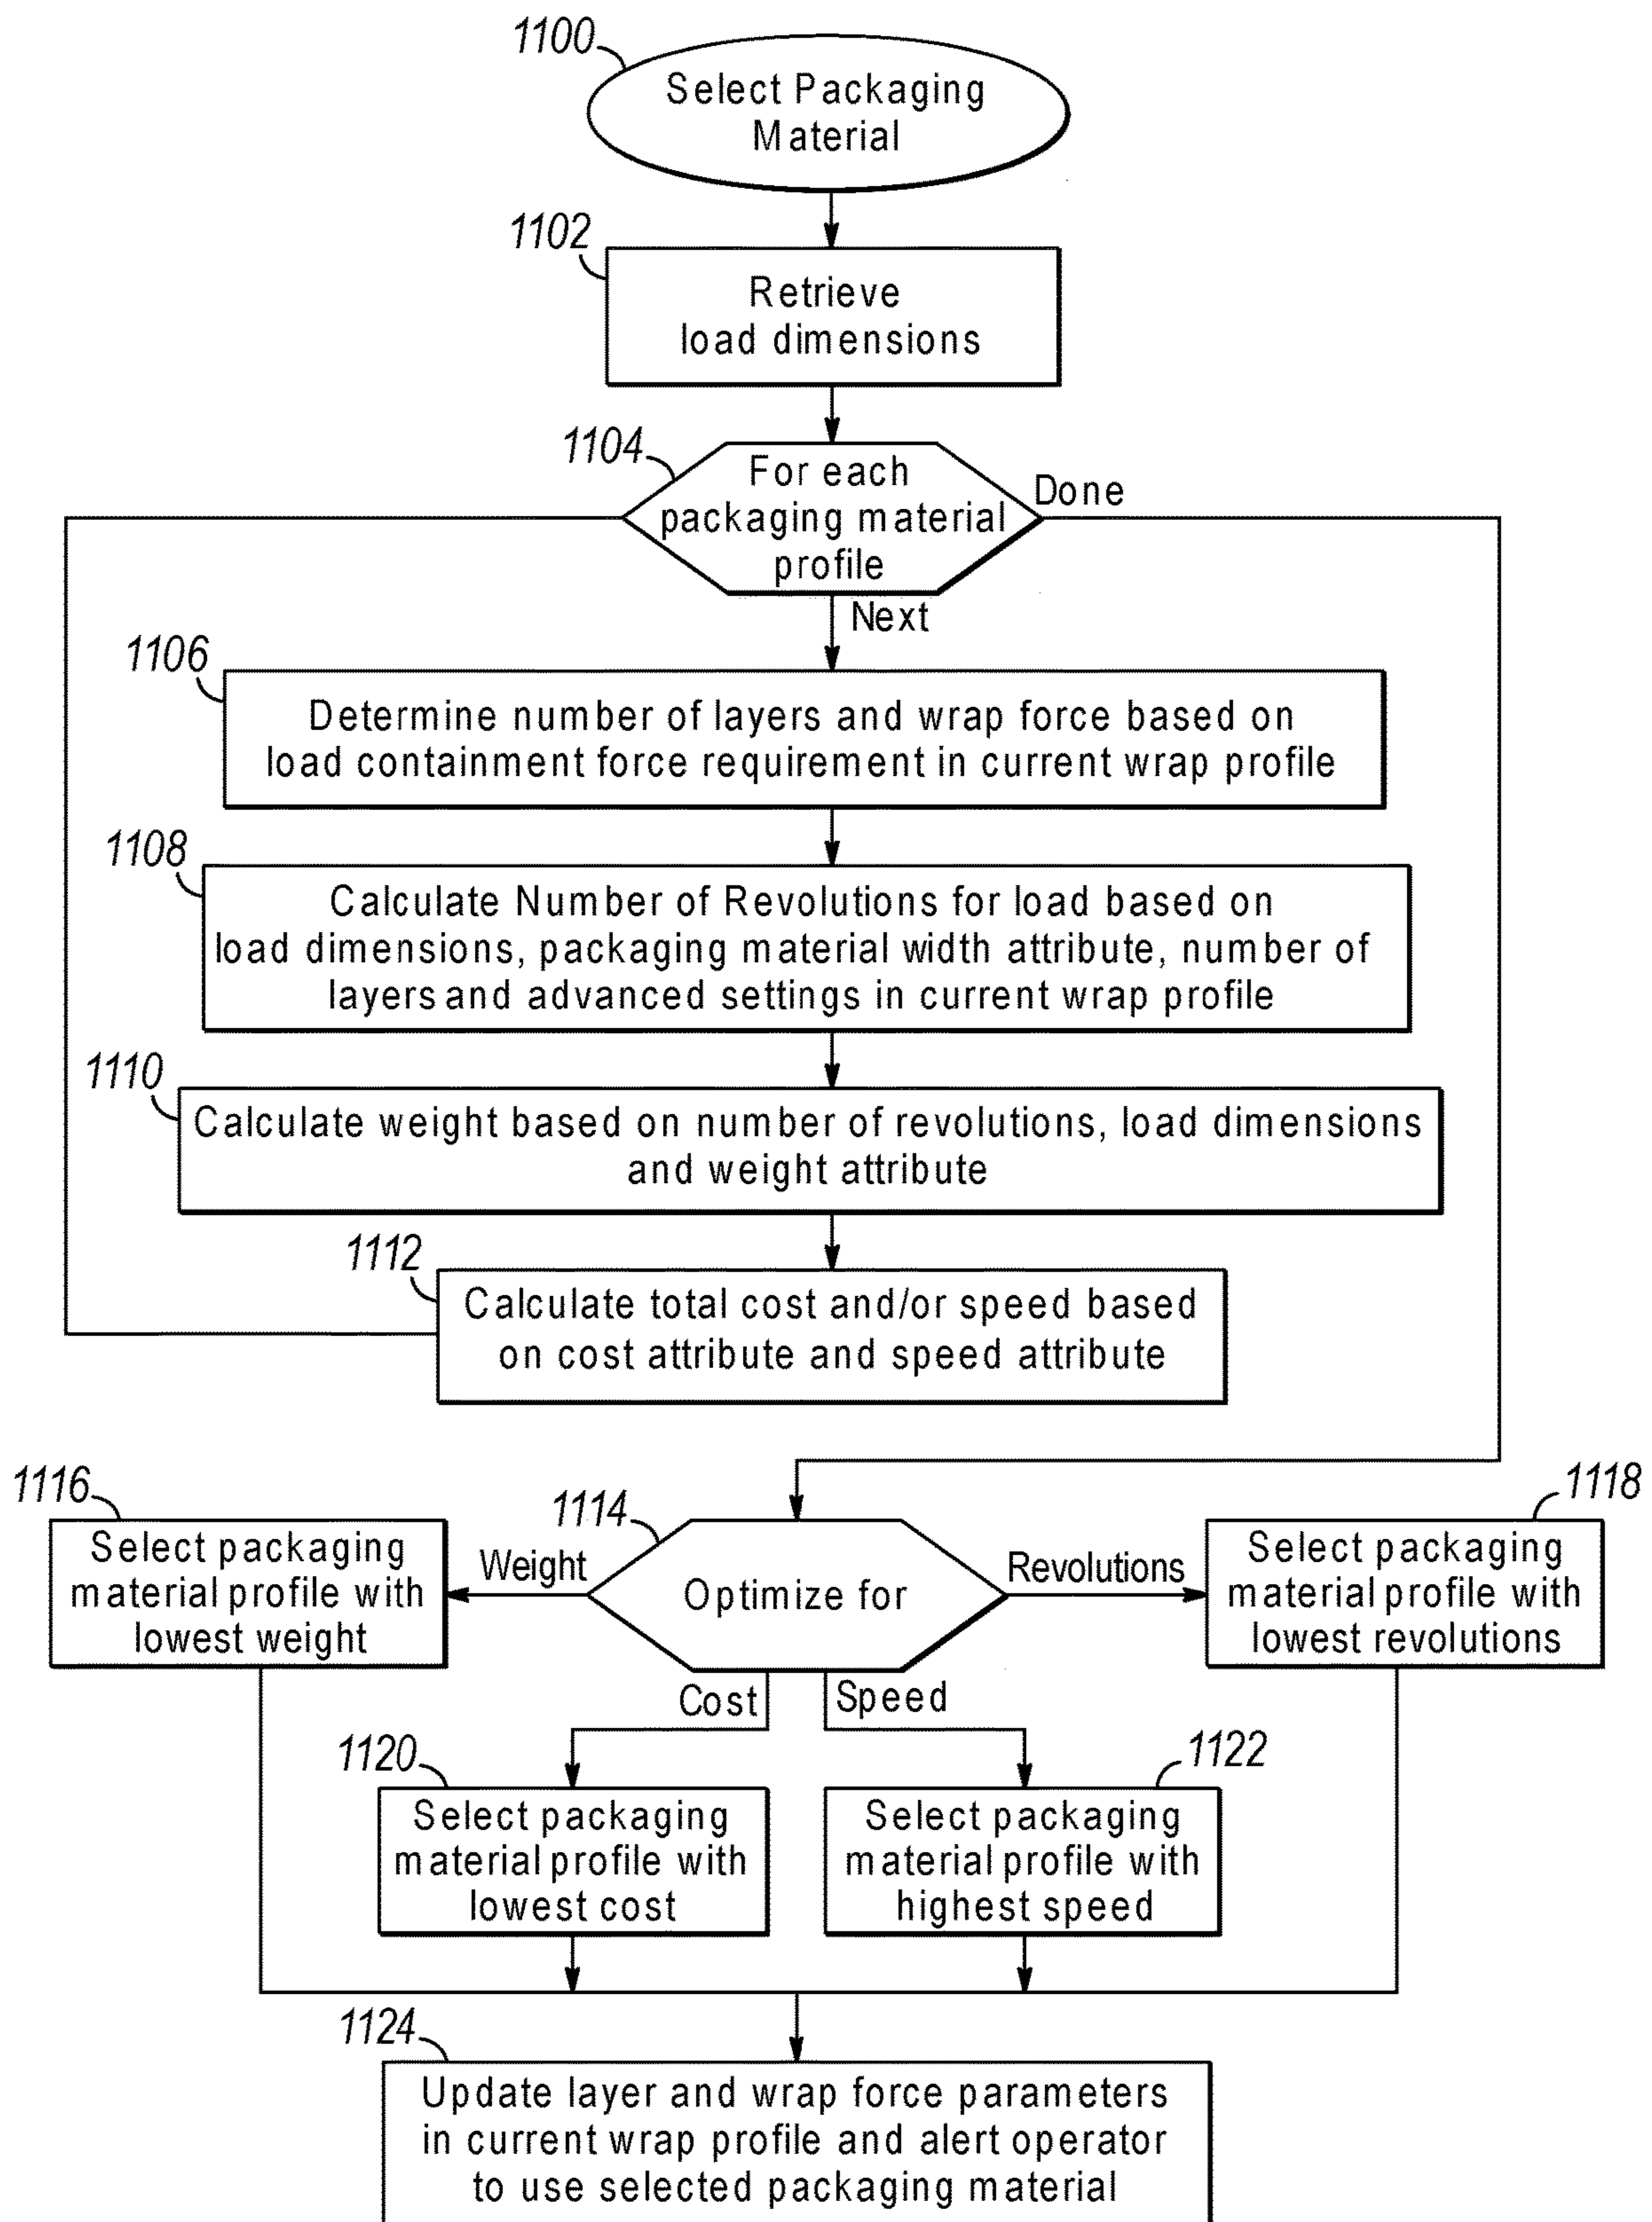 1100
Select Packaging
Material
1102
Retrieve
load dimensions
1104
For each
packaging material
profile
Done
Next
1106
Determine number of layers and wrap force based on
load containment force requirement in current wrap profile
1108
Calculate Number of Revolutions for load based on
load dimensions, packaging material width attribute, number of
layers and advanced settings in current wrap profile
1110
Calculate weight based on number of revolutions, load dimensions
and weight attribute
1112
Calculate total cost and/or speed based
on cost attribute and speed attribute
1116
Select packaging
material profile with
lowest weight
Weight
1114
Optimize for
Revolutions
1118
Select packaging
material profile with
lowest revolutions
Cost
Speed
1120
Select packaging
material profile with
lowest cost
1122
Select packaging
material profile with
highest speed
1124
Update layer and wrap force parameters
in current wrap profile and alert operator
to use selected packaging material